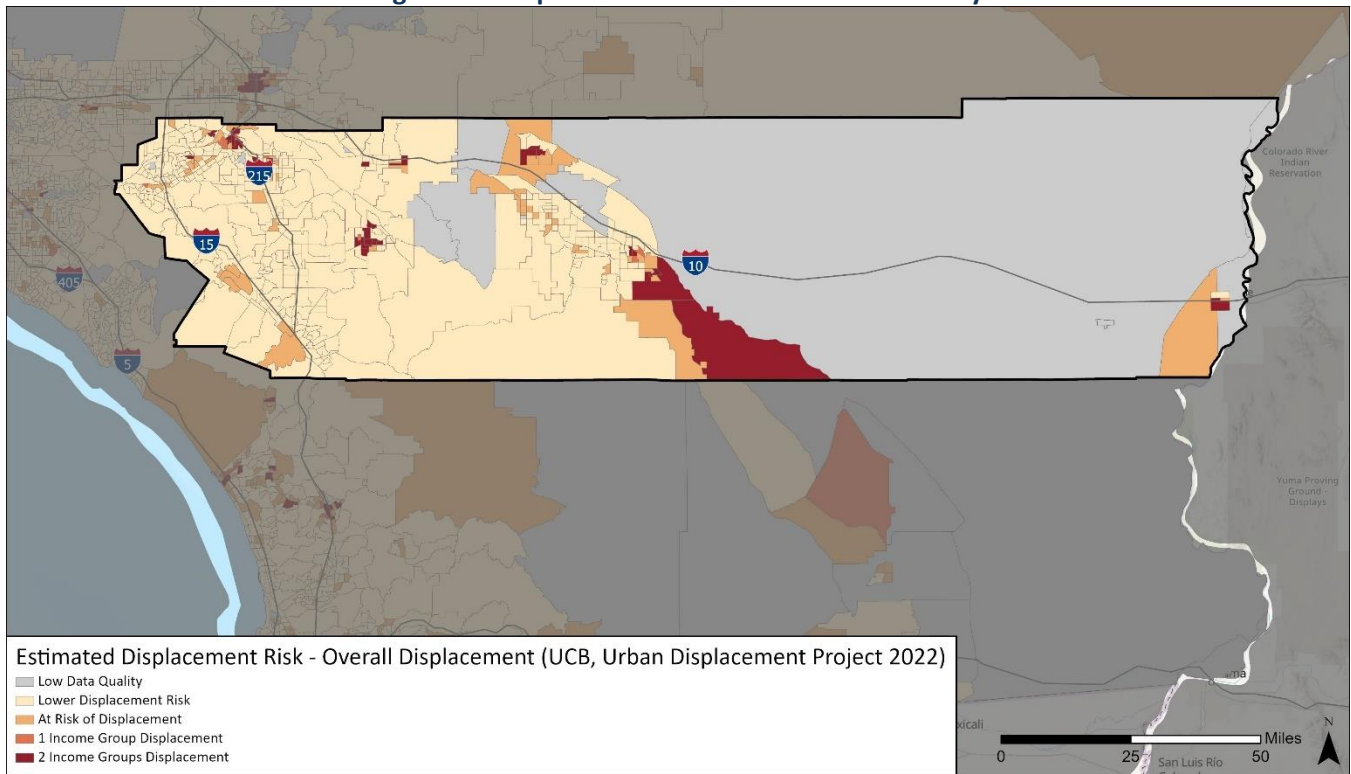 Colorado River
Indian
Reservation
215
15
10
405
5
Yuma Proving
Ground -
Displays
Estimated Displacement Risk - Overall Displacement (UCB, Urban Displacement Project 2022)
Low Data Quality
Lower Displacement Risk
At Risk of Displacement
1 Income Group Displacement
2 Income Groups Displacement
ma
xicali
N
Miles
0 25 50
San Luis Río